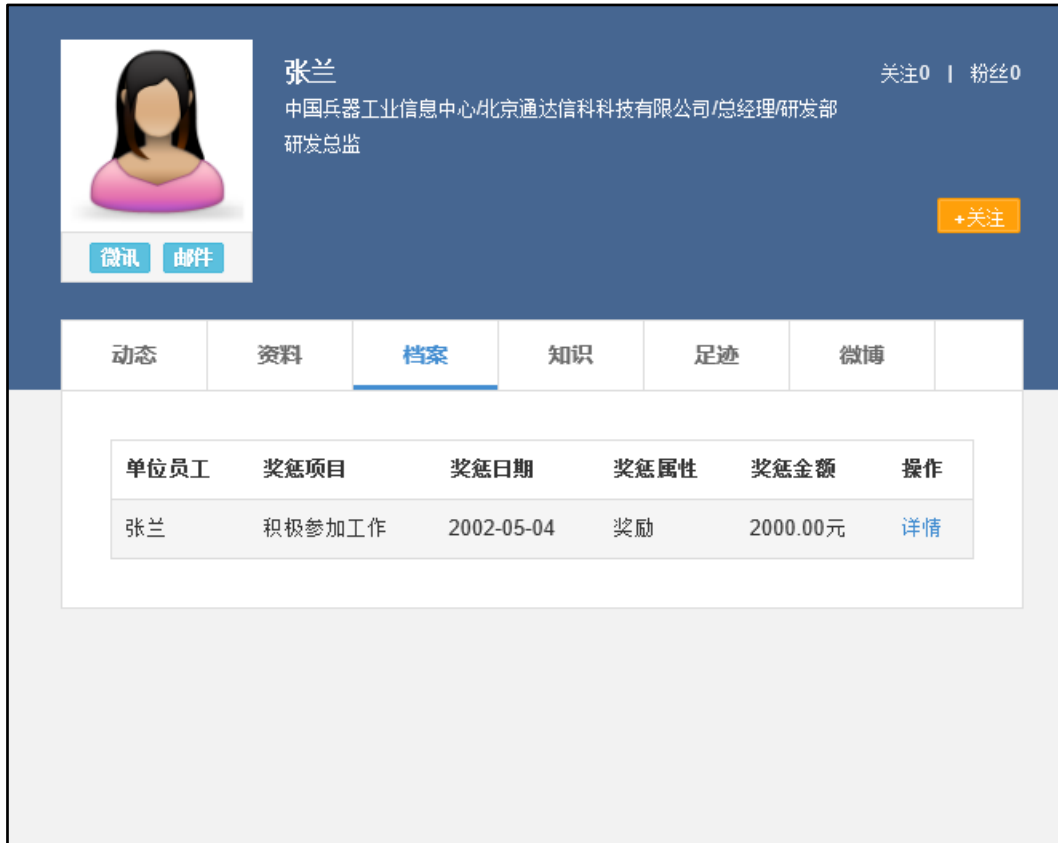 张兰
关注0 | 粉丝0
中国兵器工业信息中心/北京通达信科科技有限公司/总经理/研发部
研发总监
+关注
微讯 邮件
动态 资料 档案 知识 足迹 微博
单位员工 奖惩项目 奖惩日期 奖惩属性 奖惩金额 操作
张兰 积极参加工作 2002-05-04 奖励 2000.00元 详情